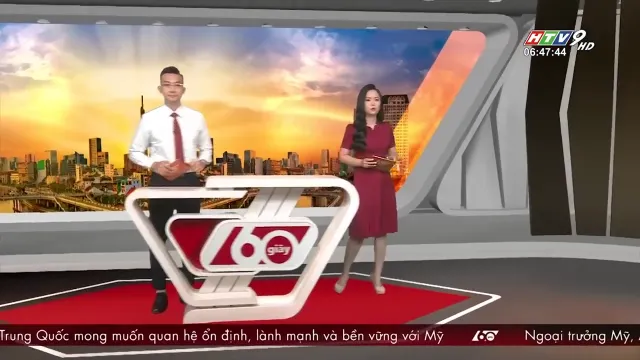 HTV9 HD
06:47:44
60 giây
Trung Quốc mong muốn quan hệ ổn định, lành mạnh và bền vững với Mỹ 60 Ngoại trưởng Mỹ,